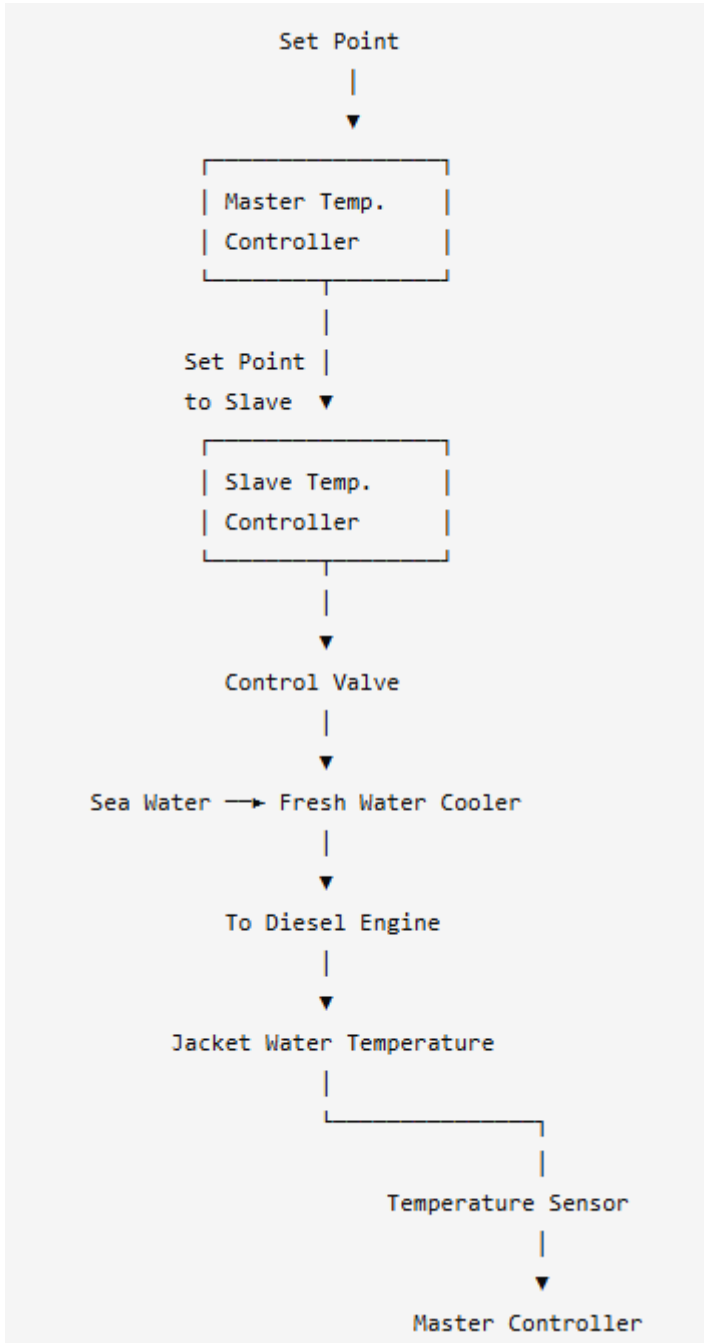 Set Point
Master Temp.
Controller
Set Point
to Slave
Slave Temp.
Controller
Control Valve
Sea Water ──► Fresh Water Cooler
To Diesel Engine
Jacket Water Temperature
Temperature Sensor
Master Controller